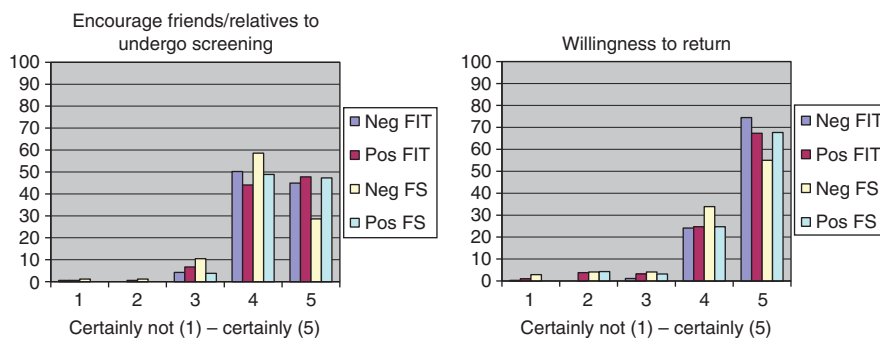 Encourage friends/relatives to
undergo screening
100
90
80
70
60
50
40
30
20
10
0
1 2 3 4 5
Certainly not (1) – certainly (5)
Neg FIT
Pos FIT
Neg FS
Pos FS
Willingness to return
100
90
80
70
60
50
40
30
20
10
0
1 2 3 4 5
Certainly not (1) – certainly (5)
Neg FIT
Pos FIT
Neg FS
Pos FS